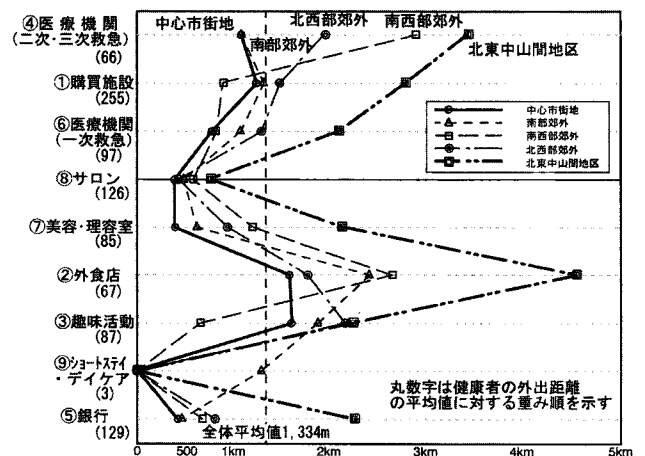 ④医療機関
(二次・三次救急)
(66)
①購買施設
(255)
⑥医療機関
(一次救急)
(97)
⑧サロン
(126)
⑦美容・理容室
(85)
②外食店
(67)
③趣味活動
(87)
⑨ショートステイ
・デイケア
(3)
⑤銀行
(129)
中心市街地
南部郊外
北西部郊外
南西部郊外
北東中山間地区
中心市街地
南部郊外
南西部郊外
北西部郊外
北東中山間地区
丸数字は健康者の外出距離
の平均値に対する重み順を示す
全体平均値1,334m
0 500 1km 2km 3km 4km 5km